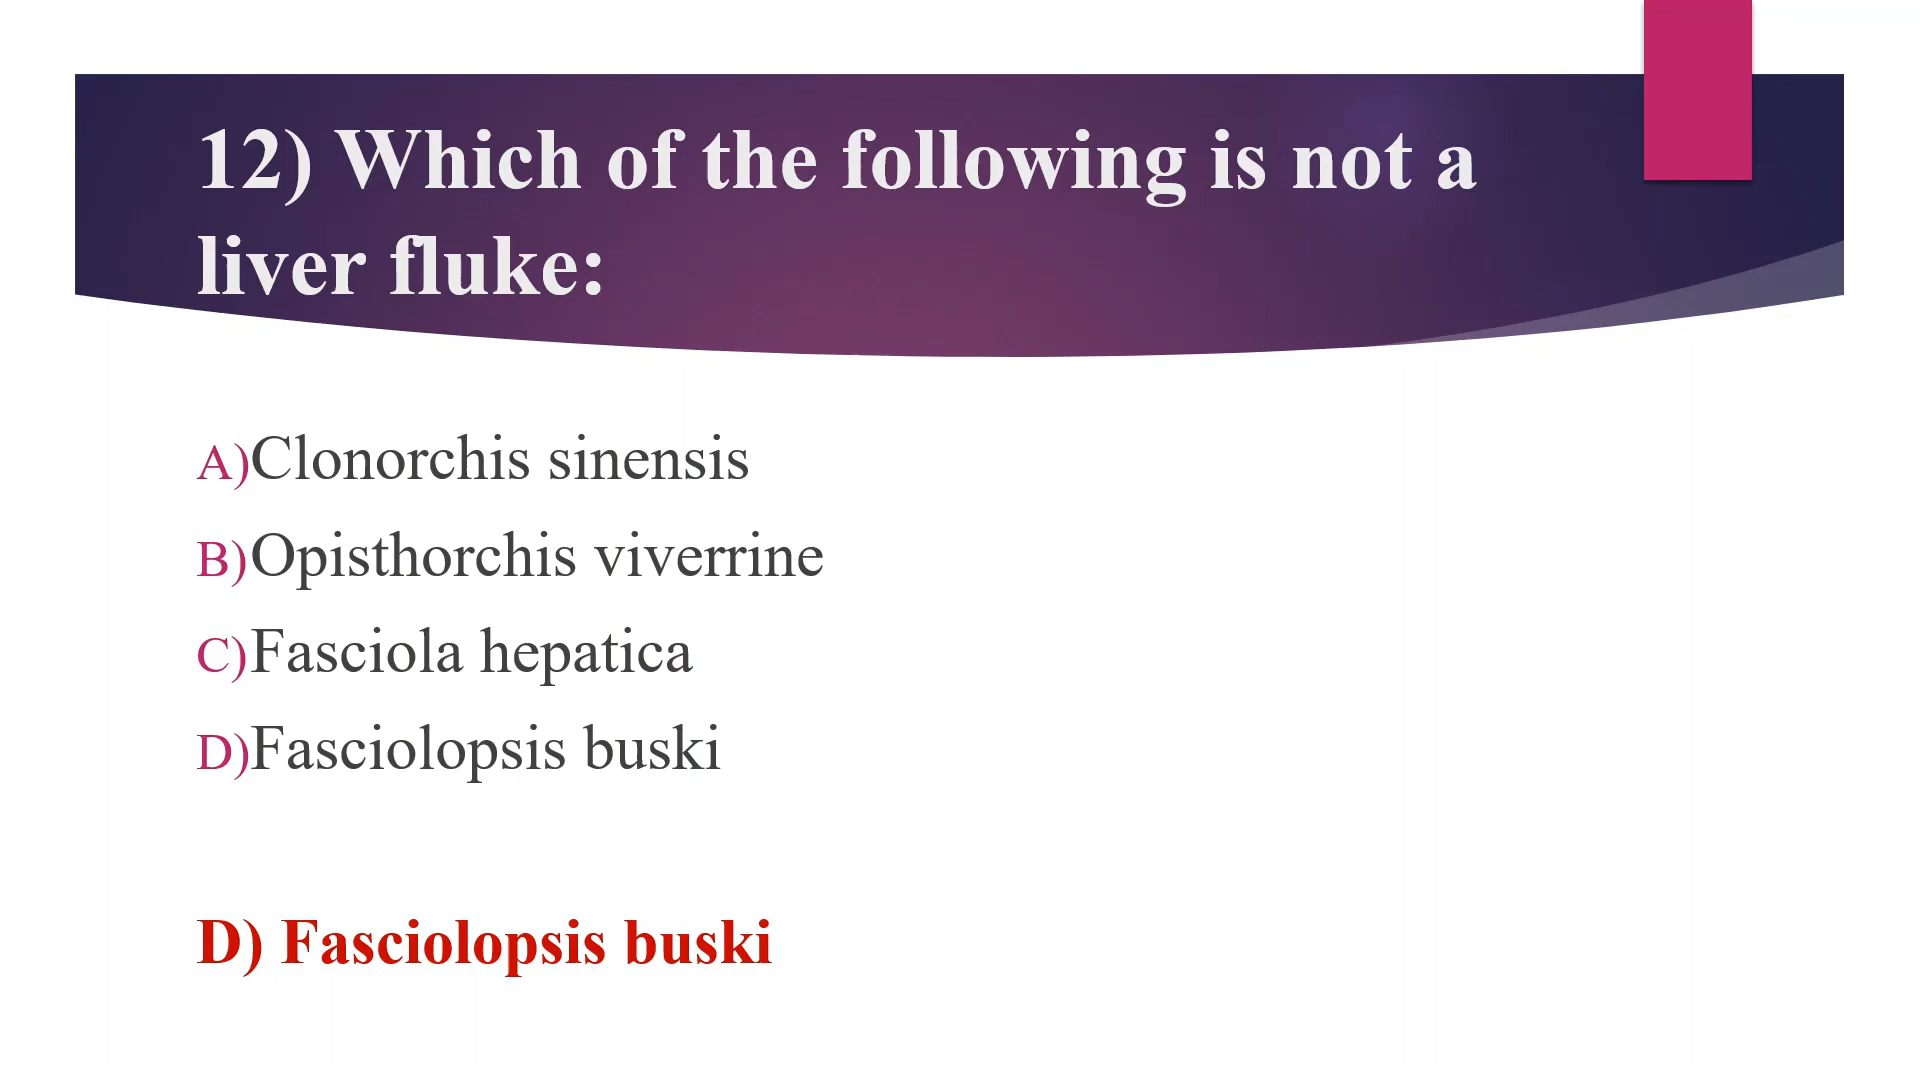 12) Which of the following is not a
liver fluke:
A)Clonorchis sinensis
B)Opisthorchis viverrine
C)Fasciola hepatica
D)Fasciolopsis buski
D) Fasciolopsis buski